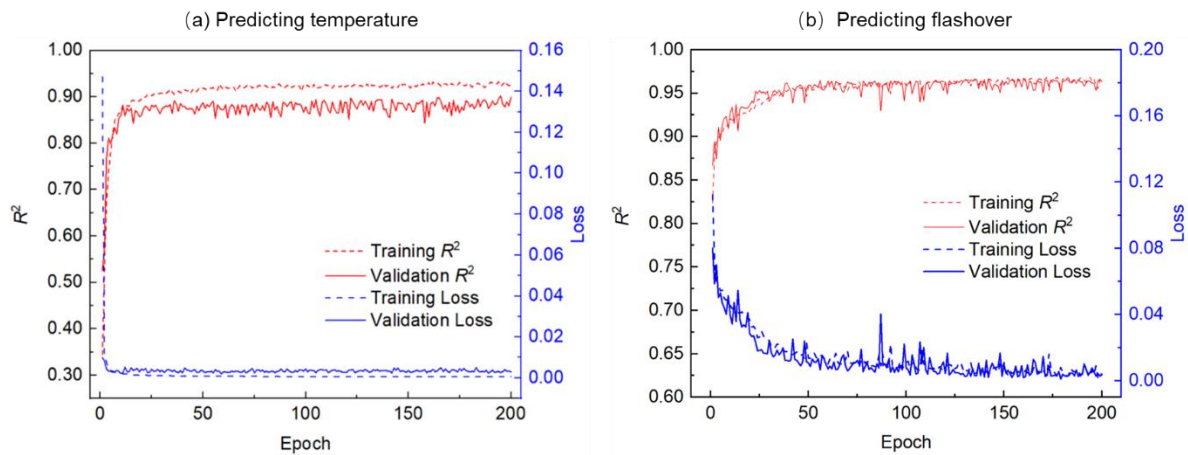 (a) Predicting temperature
1.00
0.90
0.80
0.70
0.60
0.50
0.40
0.30
R²
0.16
0.14
0.12
0.10
0.08
0.06
0.04
0.02
0.00
Loss
Training R²
Validation R²
Training Loss
Validation Loss
0 50 100 150 200
Epoch
(b) Predicting flashover
1.00
0.95
0.90
0.85
0.80
0.75
0.70
0.65
0.60
R²
0.20
0.16
0.12
0.08
0.04
0.00
Loss
Training R²
Validation R²
Training Loss
Validation Loss
0 50 100 150 200
Epoch